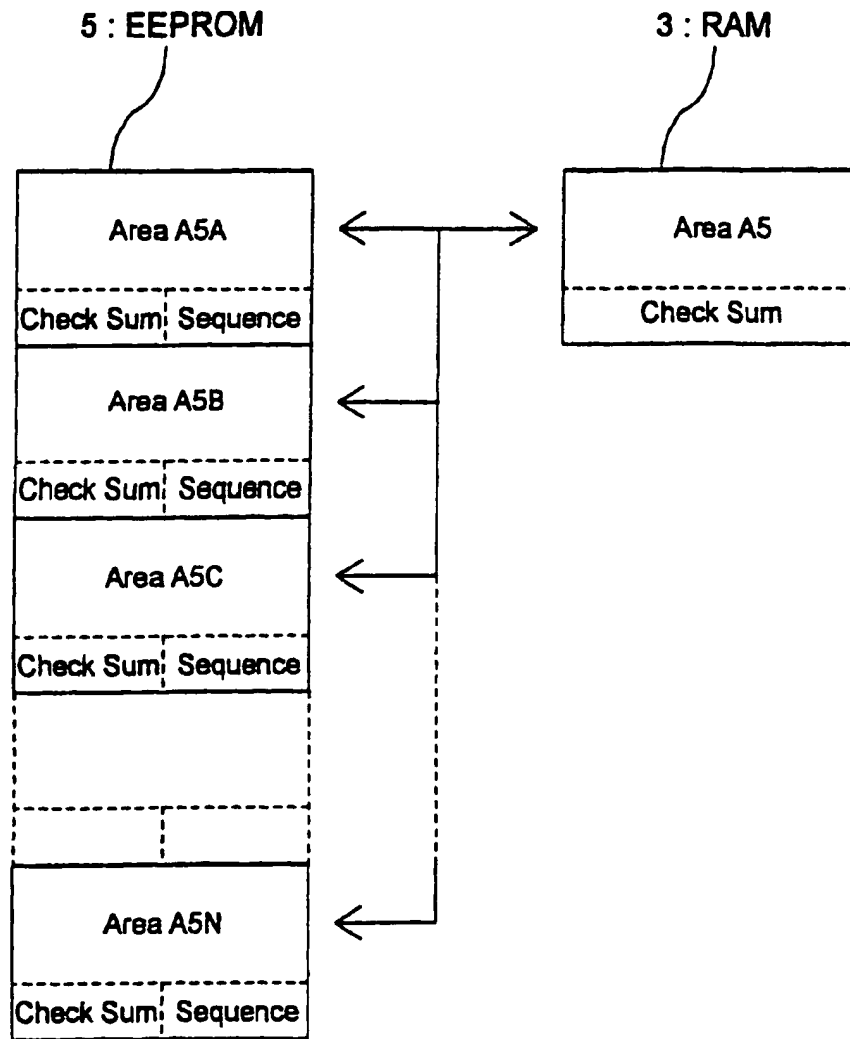 5 : EEPROM
3 : RAM
Area A5A
Check Sum Sequence
Area A5B
Check Sum Sequence
Area A5C
Check Sum Sequence
Area A5N
Check Sum Sequence
Area A5
Check Sum